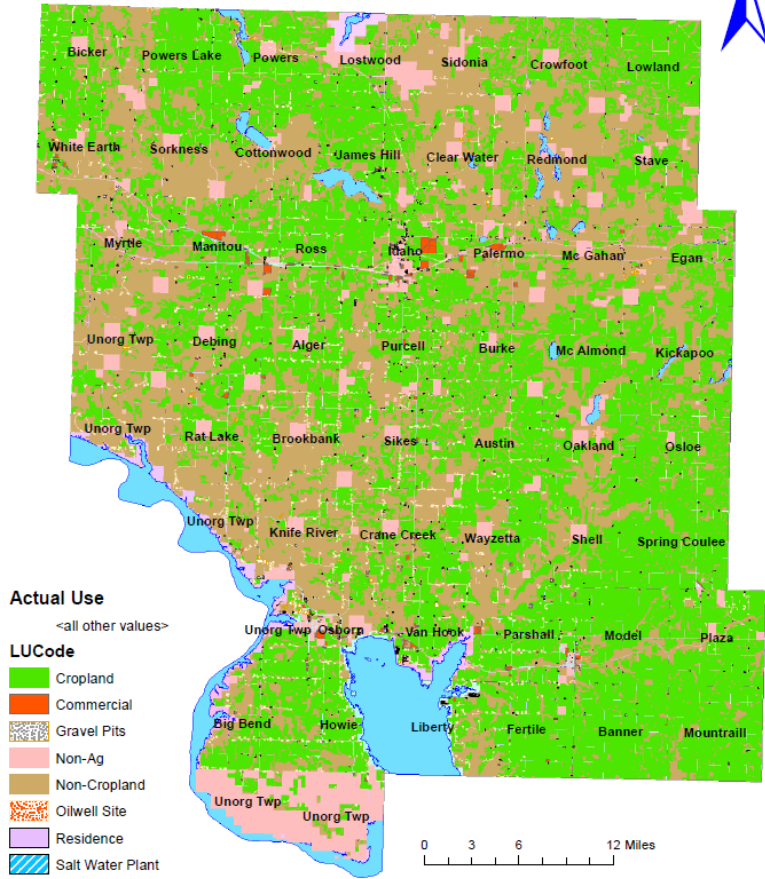 Bicker Powers Lake Powers Lostwood Sidonia Crowfoot Lowland
White Earth Sorkness Cottonwood James Hill Clear Water Redmond Stave
Myrtle Manitou Ross Idaho Palermo Mc Gahan Egan
Unorg Twp Debing Alger Purcell Burke Mc Almond Kickapoo
Unorg Twp Rat Lake Brookbank Sikes Austin Oakland Osloe
Unorg Twp Knife River Crane Creek Wayzetta Shell Spring Coulee
Unorg Twp Osborn Van Hook Parshall Model Plaza
Big Bend Howie Liberty Fertile Banner Mountraill
Unorg Twp
Unorg Twp
Actual Use
<all other values>
LUCode
Cropland
Commercial
Gravel Pits
Non-Ag
Non-Cropland
Oilwell Site
Residence
Salt Water Plant
0 3 6 12 Miles